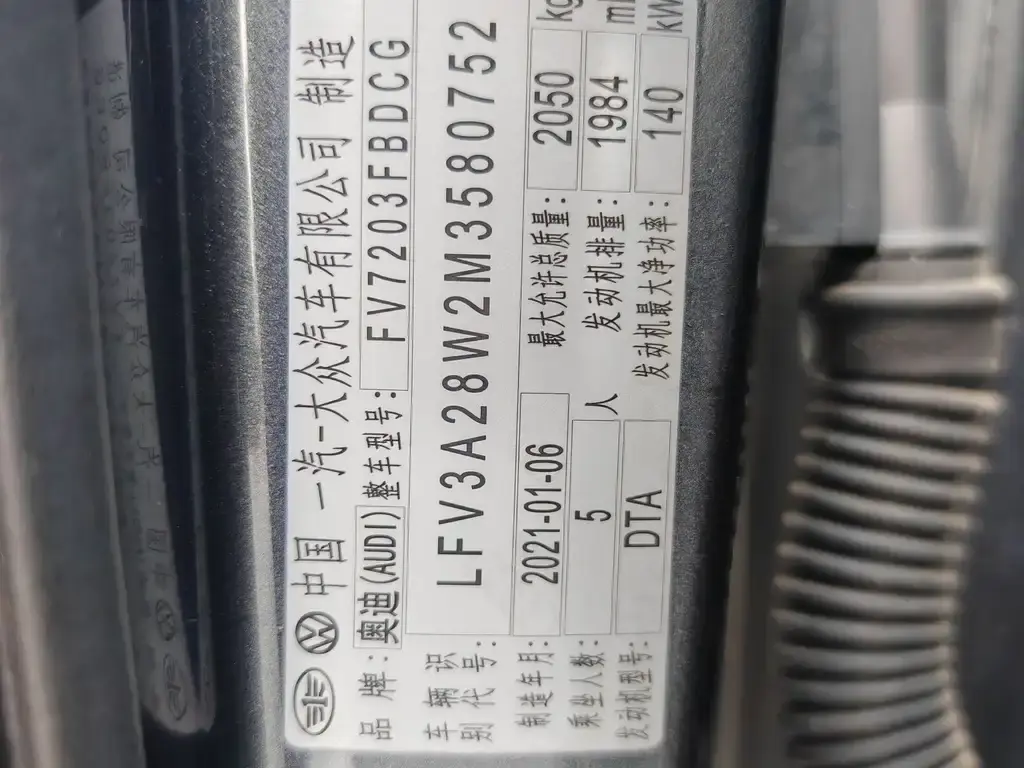 中国 一汽-大众汽车有限公司 制造
品牌: 奥迪(AUDI) 整车型号: FV7203FBDCG
车辆识别代号: LFV3A28W2M3580752
制造年月: 2021-01-06 最大允许总质量: 2050 kg
乘坐人数: 5 人 发动机排量: 1984 ml
发动机型号: DTA 发动机最大净功率: 140 kW